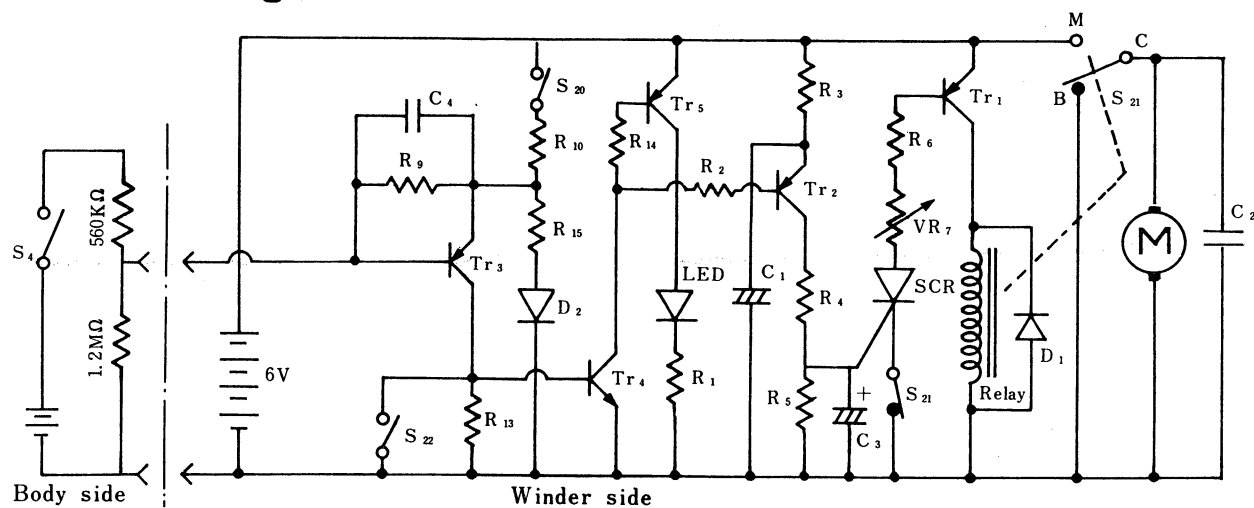 M
C
S20
Tr5
R3
Tr1
B
S21
C4
R10
R14
R6
R9
R2
Tr2
C2
560KΩ
S4
R15
VR7
M
Tr3
LED
C1
SCR
D2
R4
1.2MΩ
6V
D1
Tr4
R1
R5
+
S21
Relay
R13
C3
S22
Body side
Winder side